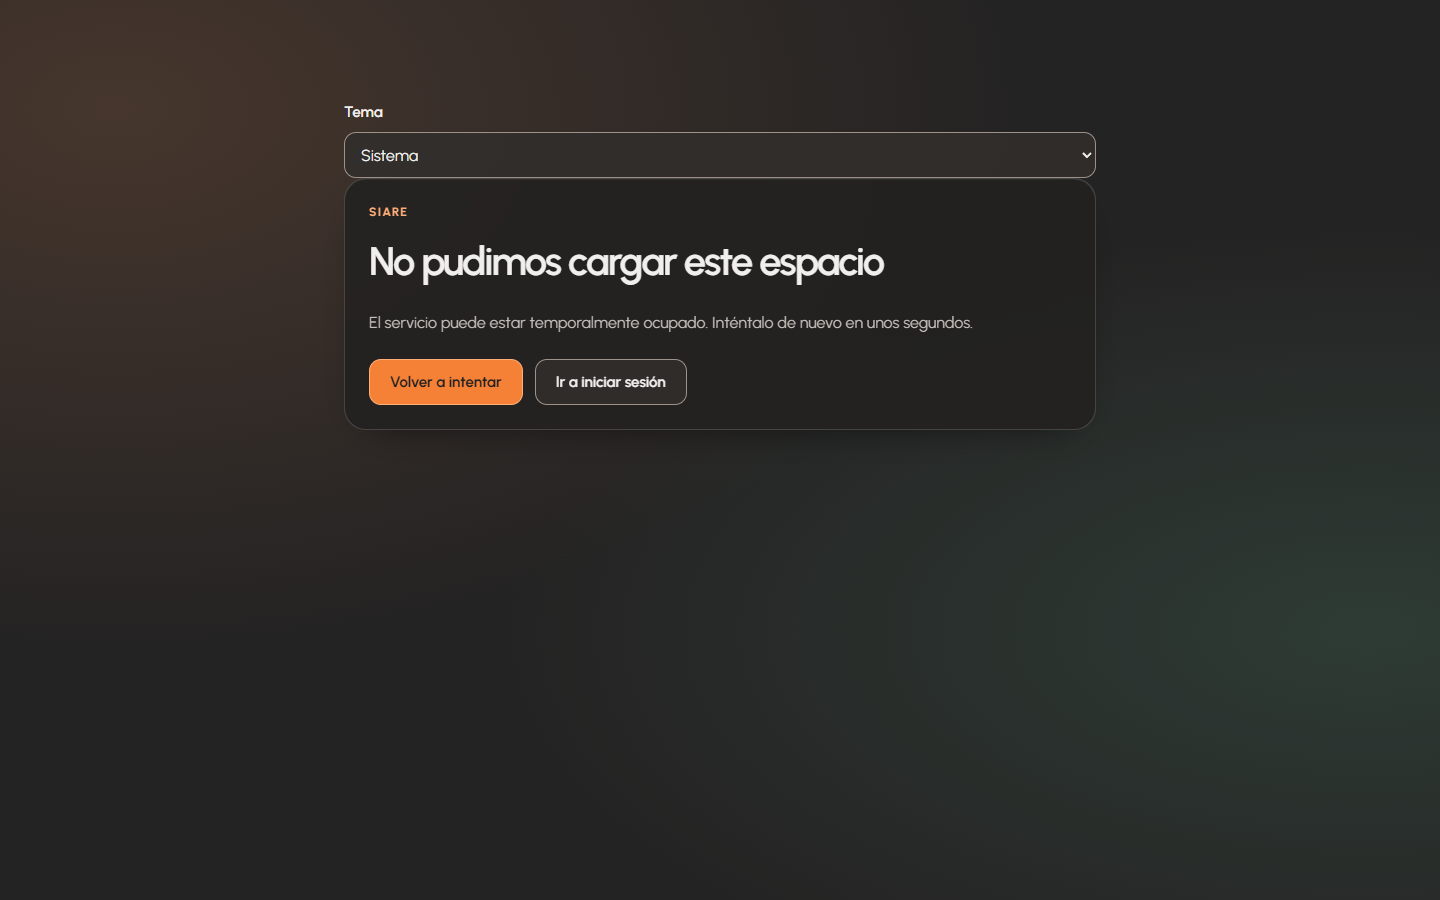 Tema
Sistema
SIARE
No pudimos cargar este espacio
El servicio puede estar temporalmente ocupado. Inténtalo de nuevo en unos segundos.
Volver a intentar
Ir a iniciar sesión